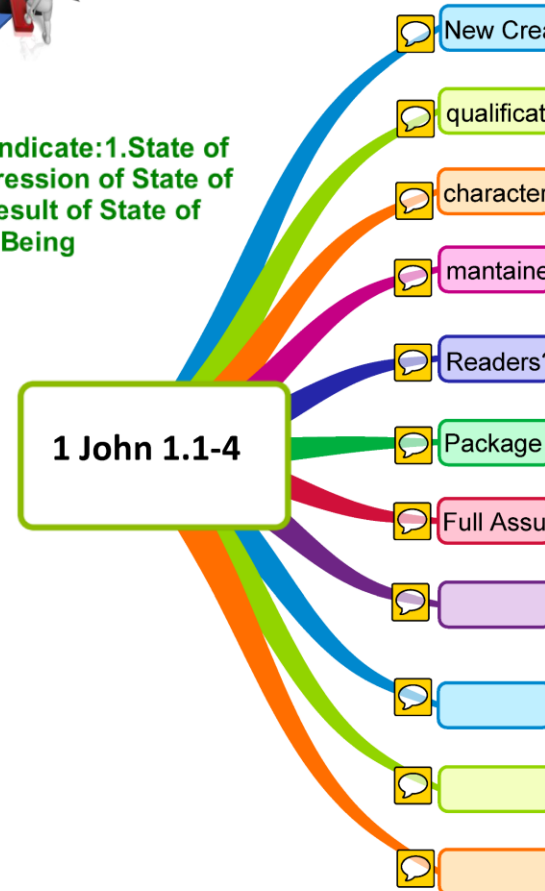 ndicate:1.State of
ression of State of
esult of State of
Being
1 John 1.1-4
New Crea
qualificat
character
mantaine
Readers?
Package
Full Assu